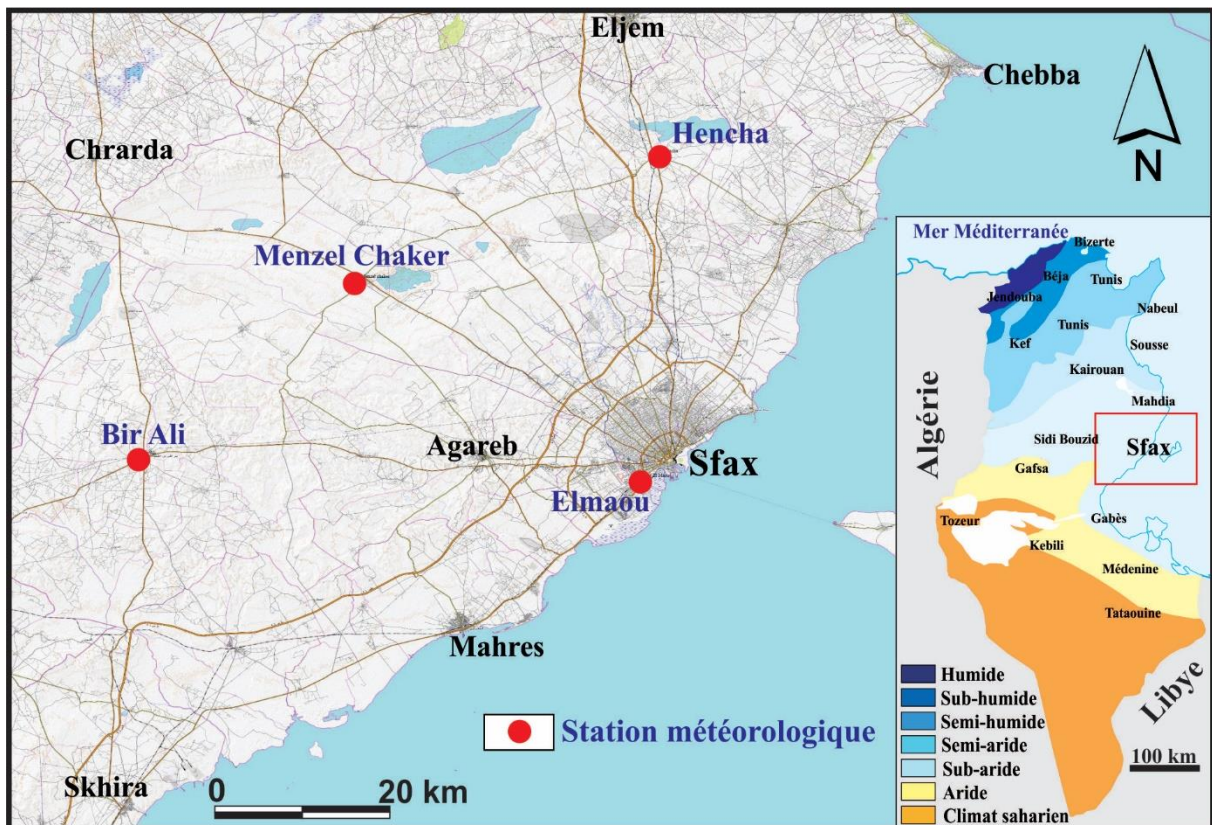 Eljem
Chebba
Hencha
Chrarda
N
Menzel Chaker
Bir Ali
Agareb
Sfax
Elmaou
Mahres
Skhira
Station météorologique
0 20 km
Mer Méditerranée
Bizerte
Béja
Tunis
Jendouba
Nabeul
Tunis
Kef
Sousse
Kairouan
Mahdia
Algérie
Sidi Bouzid
Sfax
Gafsa
Tozeur
Gabès
Kebili
Médenine
Tataouine
Libye
Humide
Sub-humide
Semi-humide
Semi-aride
Sub-aride
Aride
Climat saharien
100 km